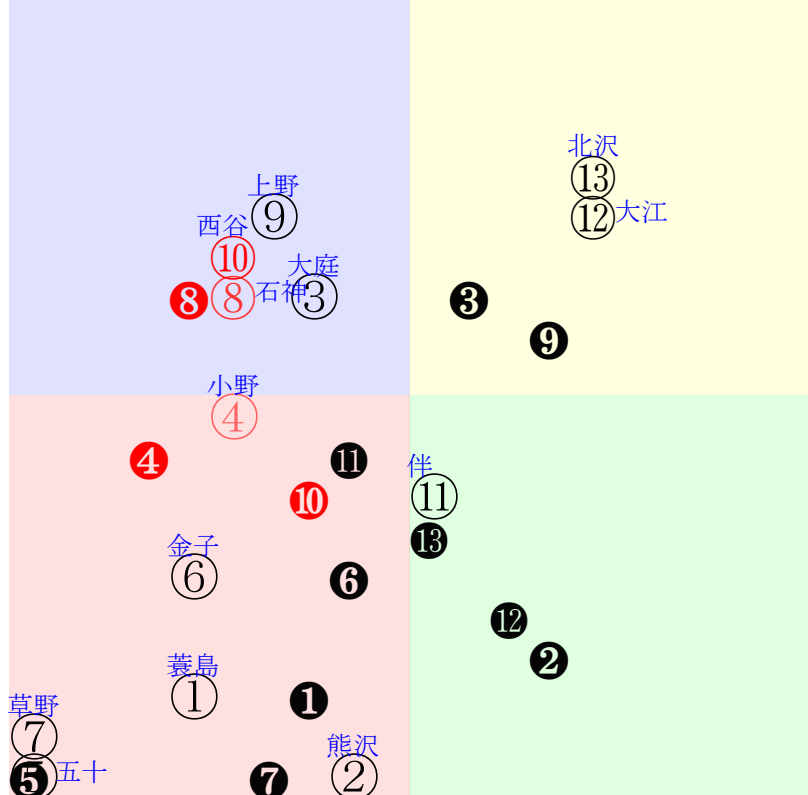 北沢
⑬
上野
⑨
⑫ 大江
西谷
⑩
大庭
❽ ⑧ 石神 ③ ❸
❾
小野
④
❹ ⓫
伴
❿ ⑪
⓭
金子
⑥ ❻
⓬
❷
蓑島
① ❶
草野
⑦
熊沢
❺ 五十 ❼ ②